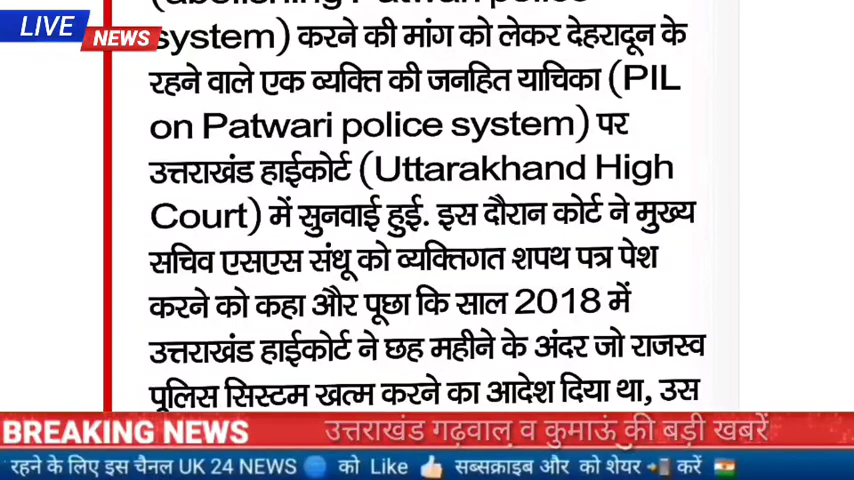 (abolishing Patwari police
LIVE
NEWS
system) करने की मांग को लेकर देहरादून के
रहने वाले एक व्यक्ति की जनहित याचिका (PIL
on Patwari police system) पर
उत्तराखंड हाईकोर्ट (Uttarakhand High
Court) में सुनवाई हुई. इस दौरान कोर्ट ने मुख्य
सचिव एसएस संधू को व्यक्तिगत शपथ पत्र पेश
करने को कहा और पूछा कि साल 2018 में
उत्तराखंड हाईकोर्ट ने छह महीने के अंदर जो राजस्व
पुलिस सिस्टम खत्म करने का आदेश दिया था, उस
BREAKING NEWS
उत्तराखंड गढ़वाल व कुमाऊं की बड़ी खबरें
रहने के लिए इस चैनल UK 24 NEWS 🔵 को Like 👍🏻 सब्सक्राइब और को शेयर 📲 करें 🇮🇳